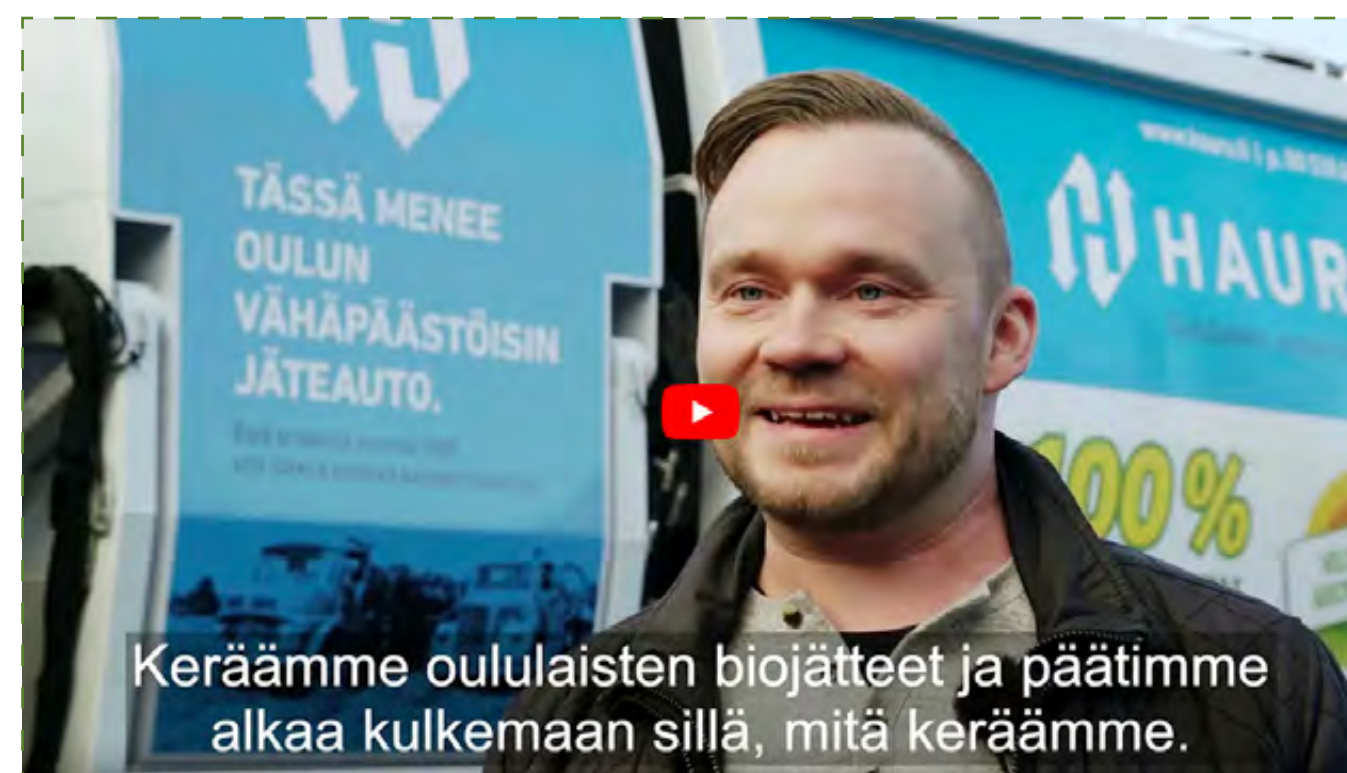 TÄSSÄ MENEE
OULUN
VÄHÄPÄÄSTÖISIN
JÄTEAUTO.
HAUR
100 %
Keräämme oululaisten biojätteet ja päätimme
alkaa kulkemaan sillä, mitä keräämme.